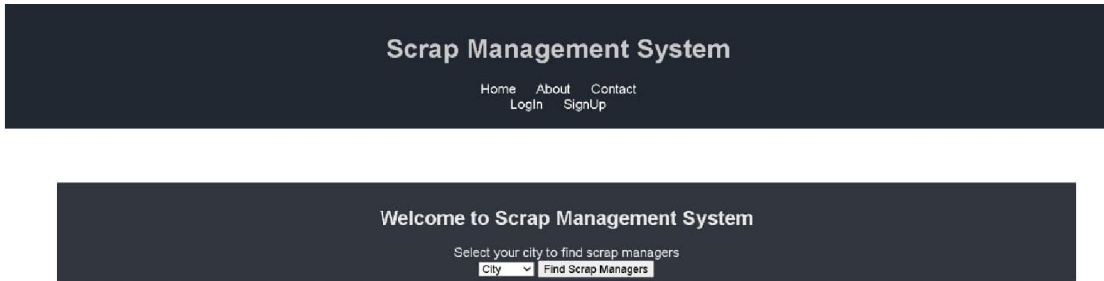 Scrap Management System
Home About Contact
LogIn SignUp
Welcome to Scrap Management System
Select your city to find scrap managers
City Find Scrap Managers